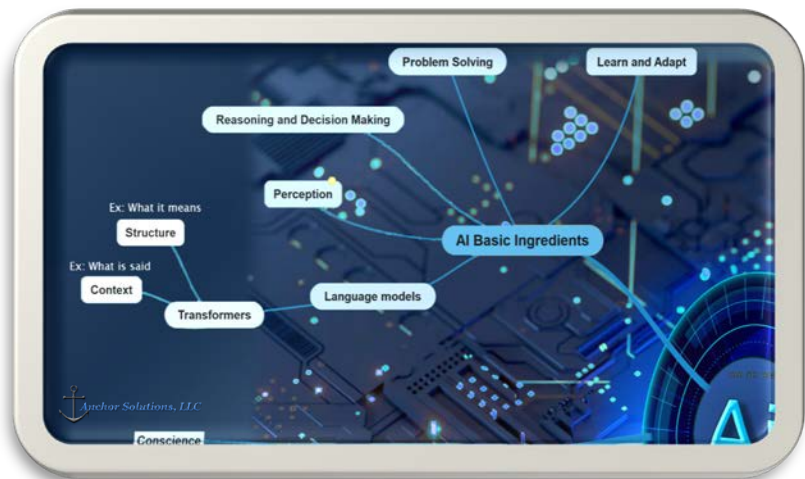 Problem Solving
Learn and Adapt
Reasoning and Decision Making
Perception
AI Basic Ingredients
Ex: What it means
Structure
Ex: What is said
Context
Language models
Transformers
Anchor Solutions, LLC
Conscience